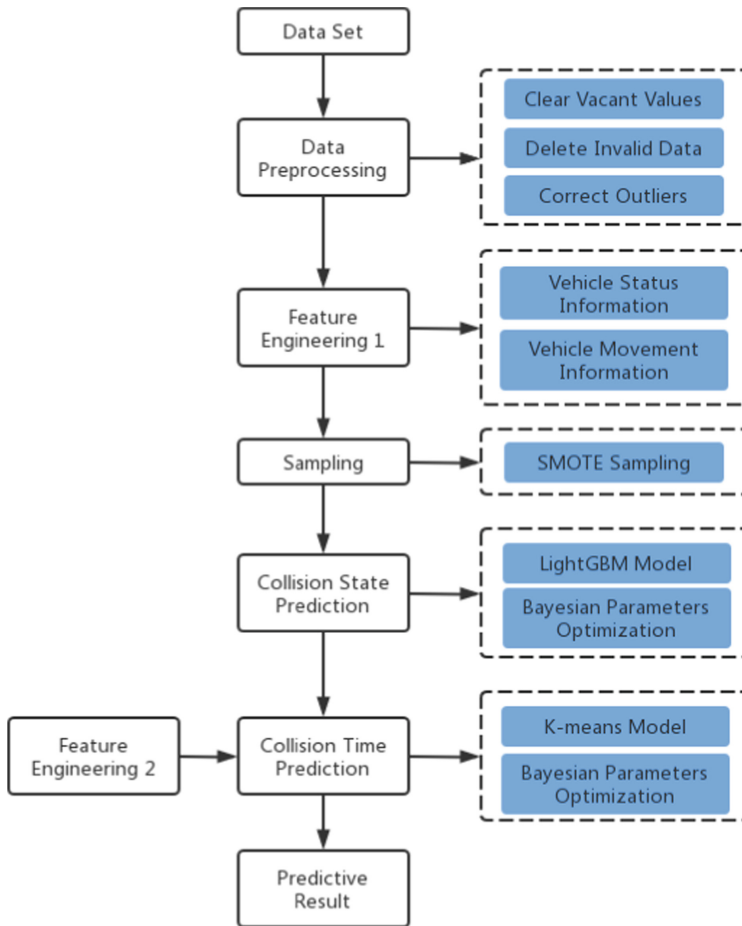 Data Set
Data
Preprocessing
Clear Vacant Values
Delete Invalid Data
Correct Outliers
Feature
Engineering 1
Vehicle Status
Information
Vehicle Movement
Information
Sampling
SMOTE Sampling
Collision State
Prediction
LightGBM Model
Bayesian Parameters
Optimization
Feature
Engineering 2
Collision Time
Prediction
K-means Model
Bayesian Parameters
Optimization
Predictive
Result